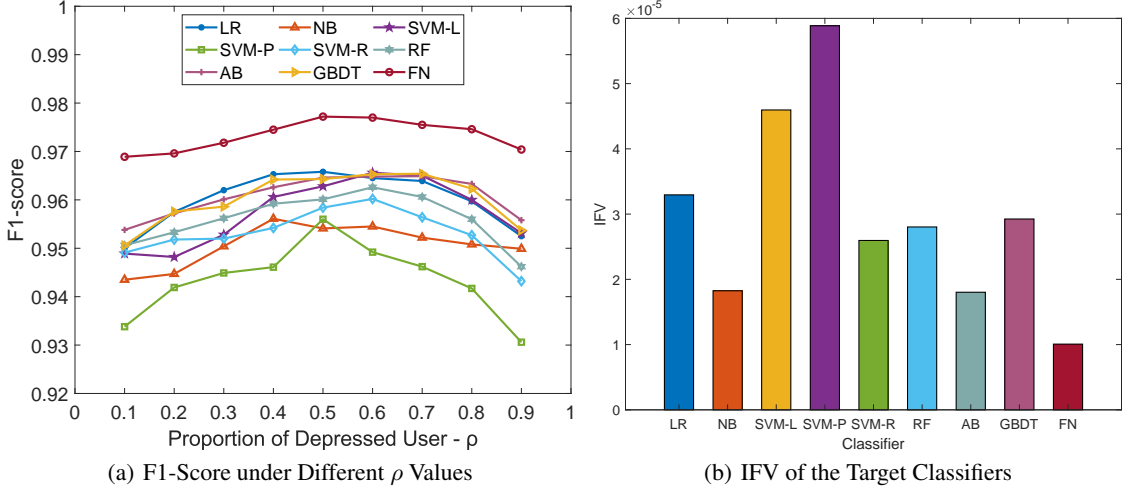 1
0.99
0.98
0.97
0.96
0.95
0.94
0.93
0.92
F1-score
LR NB SVM-L
SVM-P SVM-R RF
AB GBDT FN
0 0.1 0.2 0.3 0.4 0.5 0.6 0.7 0.8 0.9 1
Proportion of Depressed User - ρ
(a) F1-Score under Different ρ Values
×10-5
6
5
4
3
2
1
0
IFV
LR NB SVM-L SVM-P SVM-R RF AB GBDT FN
Classifier
(b) IFV of the Target Classifiers